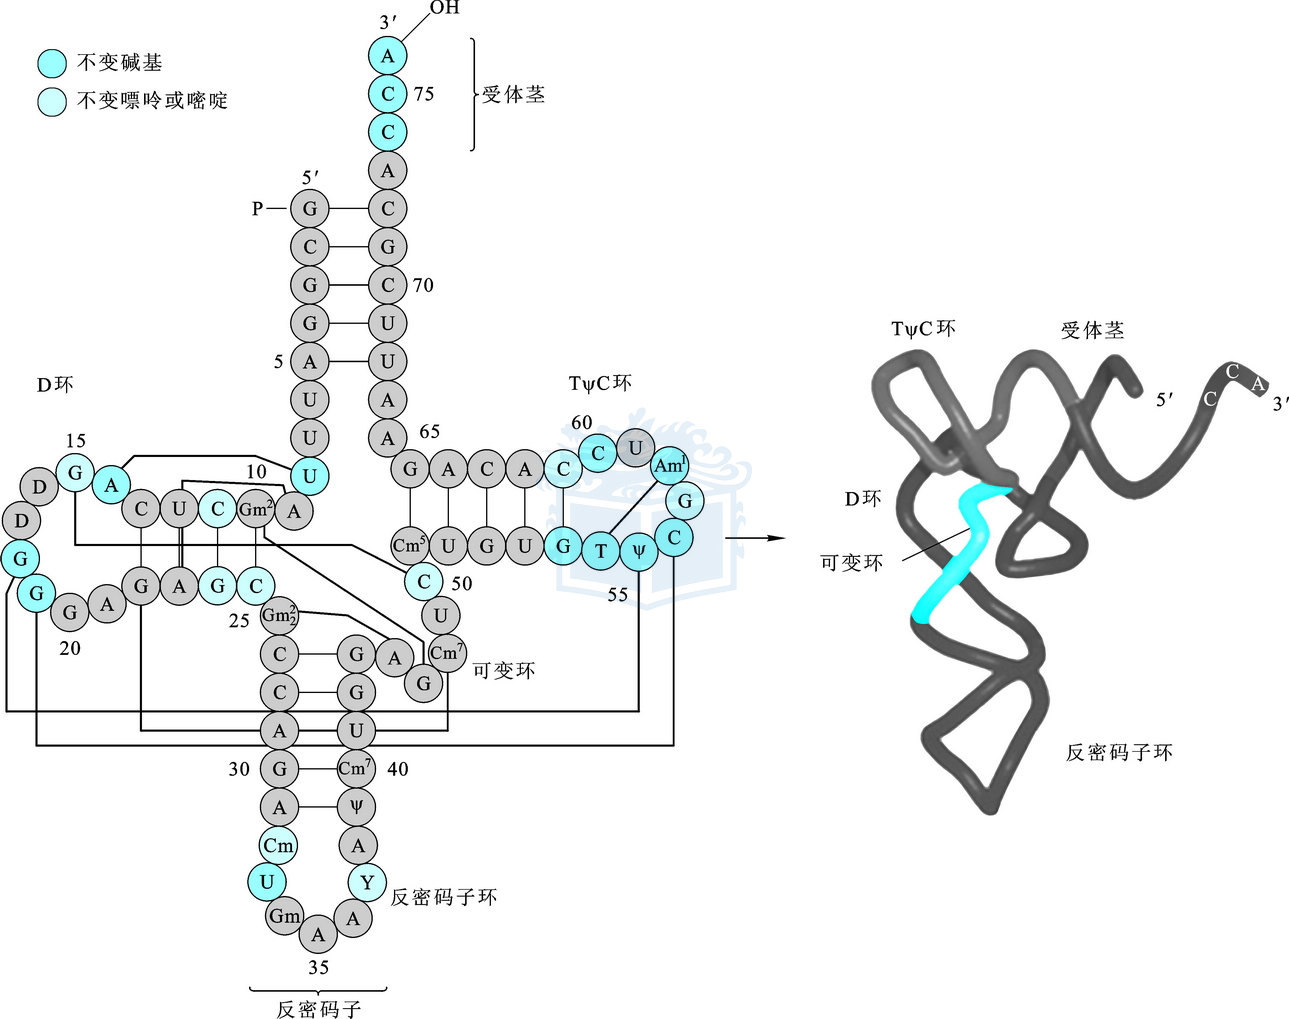 OH
3′
A
不变碱基
C 75
受体茎
不变嘌呤或嘧啶
C
A
5′
P G C
C G
G C 70
G U
TψC环
受体茎
5 A U
C
A
D环
TψC环
5′
C
3′
U A
60
U A
65
15
C U
10
U
G A C A C
Am¹
D G A
D环
C U C Gm² A
G
D
Cm⁵ U G U G T ψ C
G
可变环
C 50
G A G C
55
G
G A
25
Gm²₂
U
20
C G A
Cm⁷
可变环
G
C G
A U
反密码子环
30 G Cm⁷ 40
A ψ
Cm A
U Y
反密码子环
Gm A
A
35
反密码子